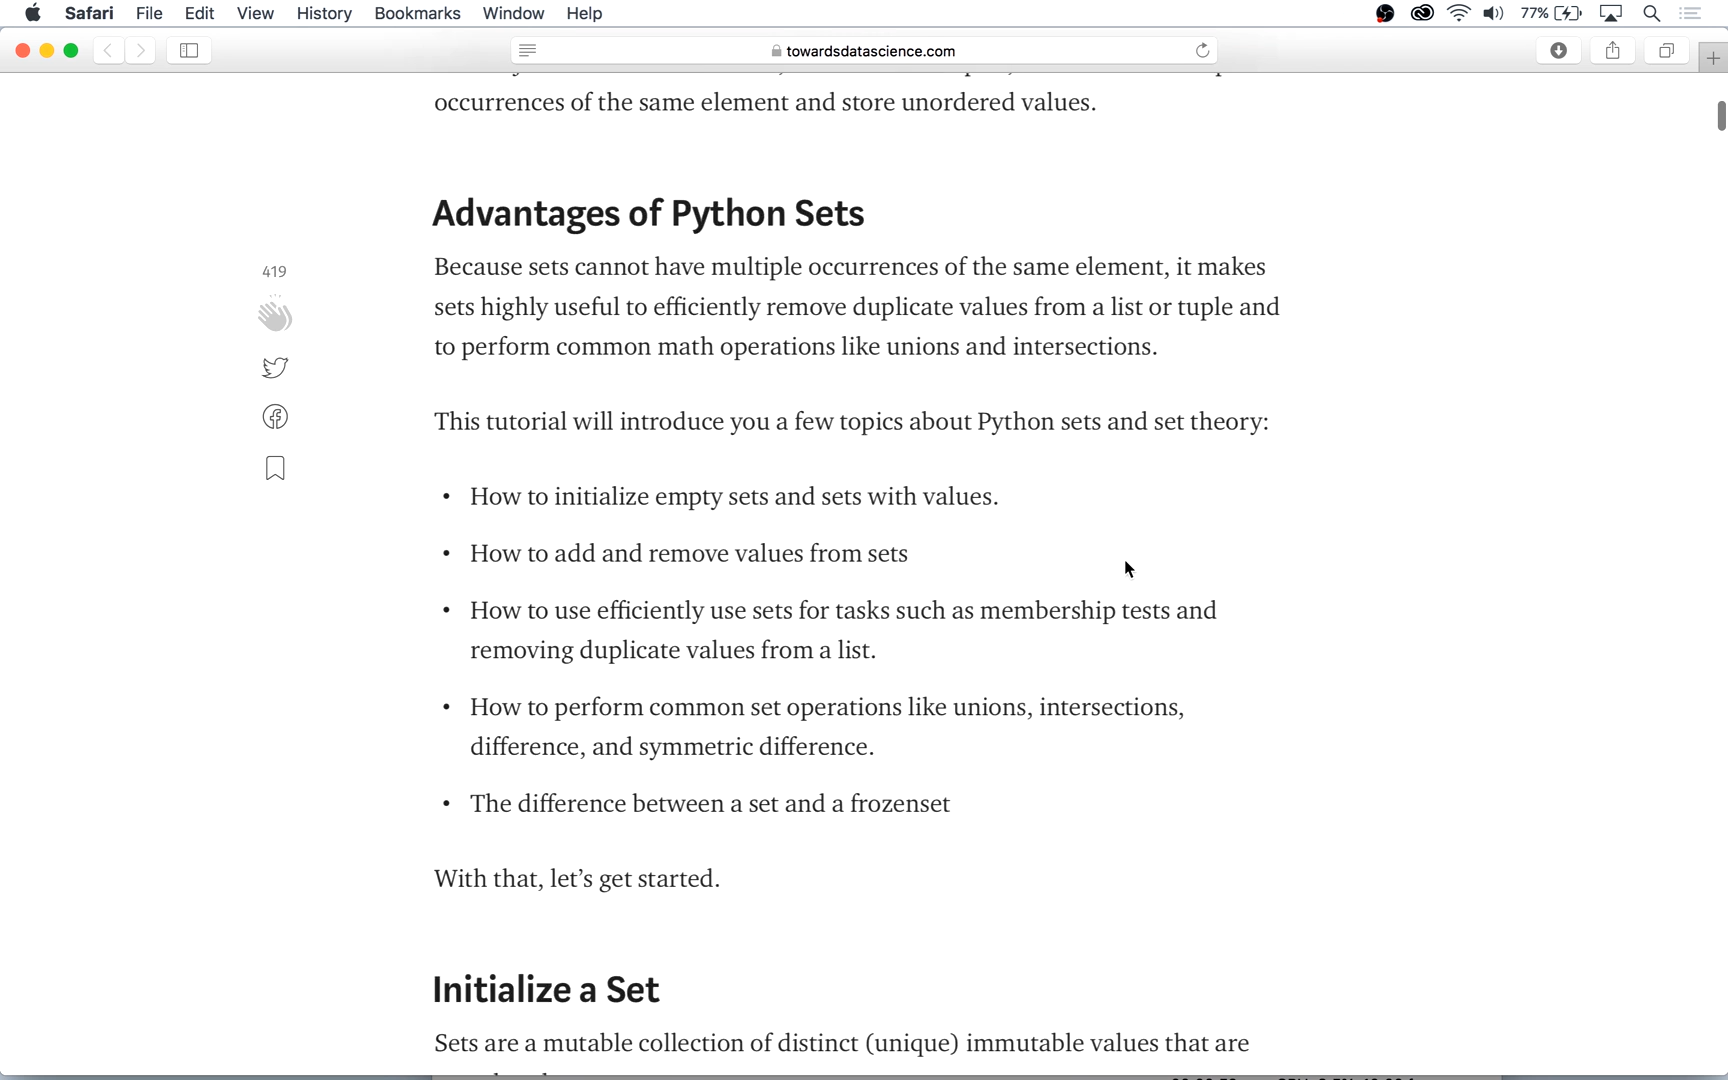 Safari File Edit View History Bookmarks Window Help 77%
towardsdatascience.com
occurrences of the same element and store unordered values.
Advantages of Python Sets
419
Because sets cannot have multiple occurrences of the same element, it makes
sets highly useful to efficiently remove duplicate values from a list or tuple and
to perform common math operations like unions and intersections.
This tutorial will introduce you a few topics about Python sets and set theory:
• How to initialize empty sets and sets with values.
• How to add and remove values from sets
• How to use efficiently use sets for tasks such as membership tests and
removing duplicate values from a list.
• How to perform common set operations like unions, intersections,
difference, and symmetric difference.
• The difference between a set and a frozenset
With that, let’s get started.
Initialize a Set
Sets are a mutable collection of distinct (unique) immutable values that are